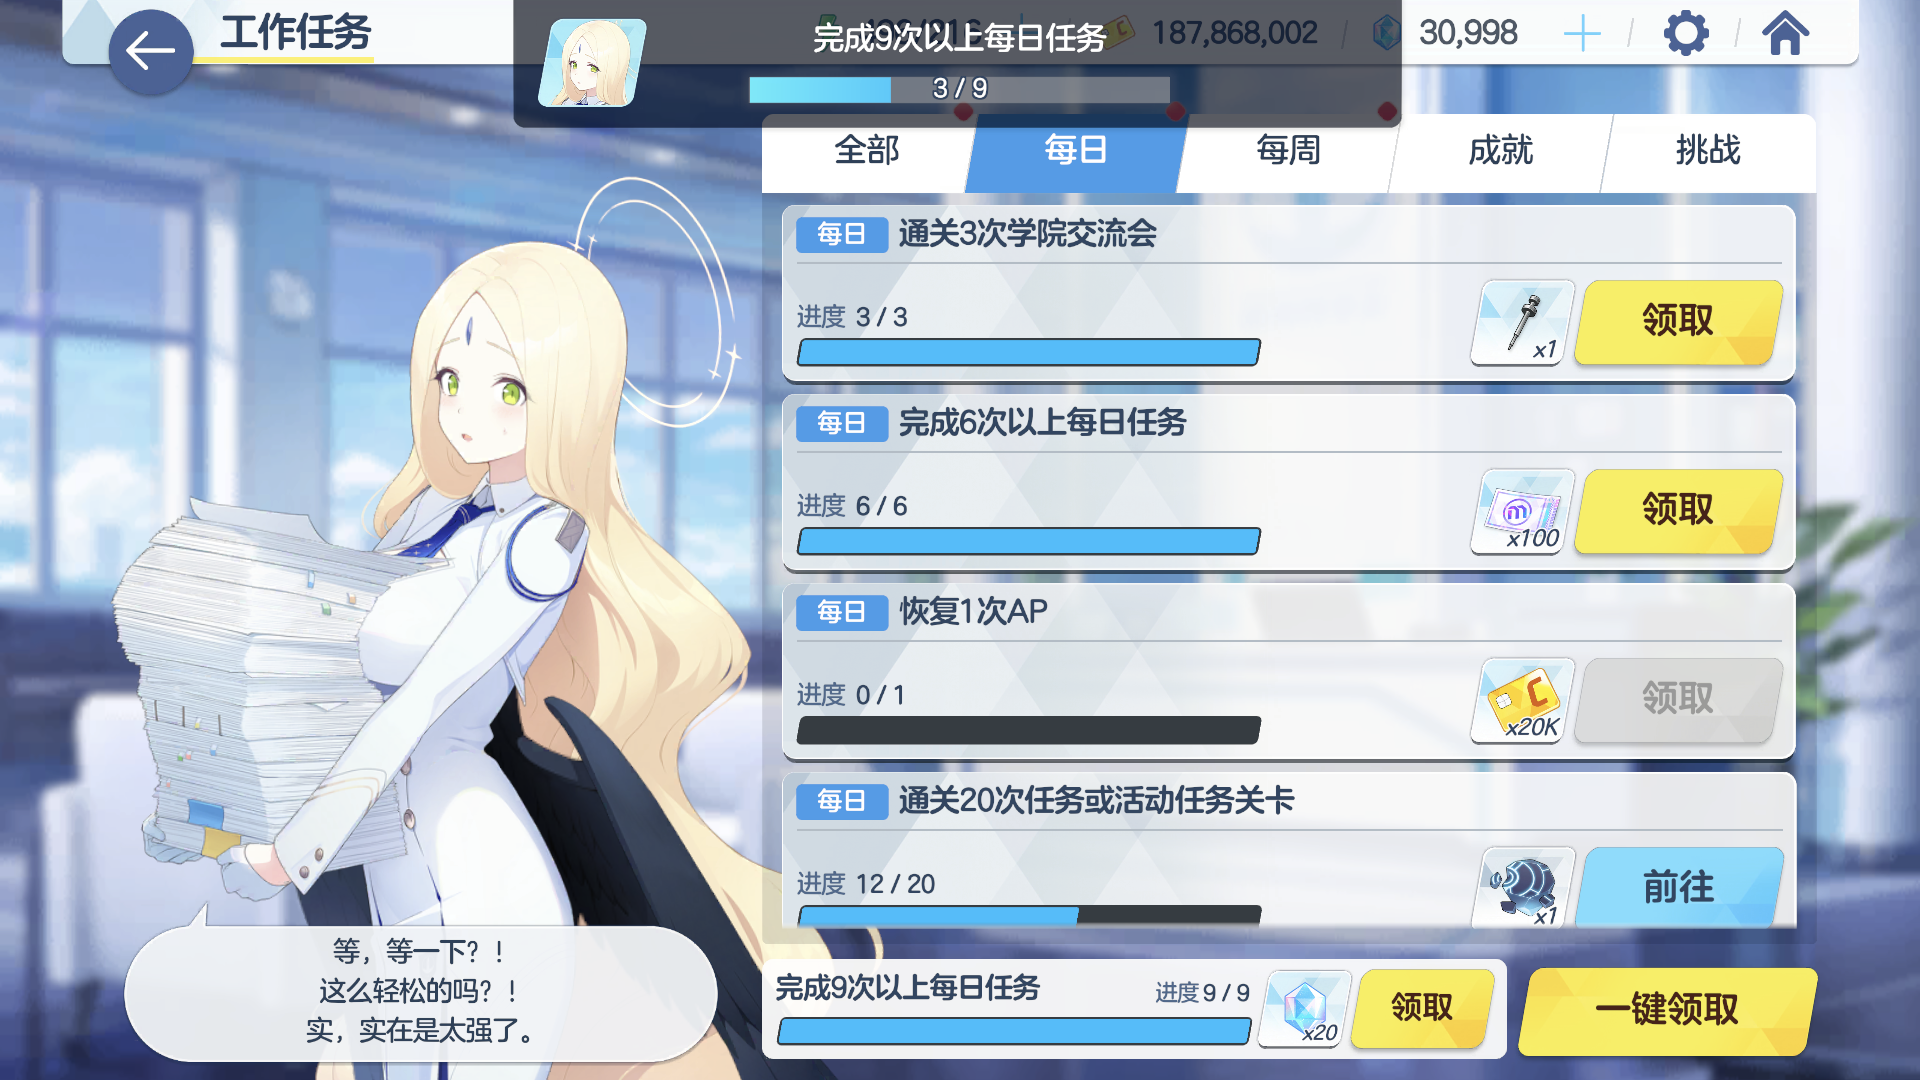 工作任务
完成9次以上每日任务
3 / 9
187,868,002
30,998
全部
每日
每周
成就
挑战
每日 通关3次学院交流会
进度 3 / 3
x1
领取
每日 完成6次以上每日任务
进度 6 / 6
x100
领取
每日 恢复1次AP
进度 0 / 1
x20K
领取
每日 通关20次任务或活动任务关卡
进度 12 / 20
x1
前往
等，等一下？！
这么轻松的吗？！
实，实在是太强了。
完成9次以上每日任务
进度 9 / 9
x20
领取
一键领取